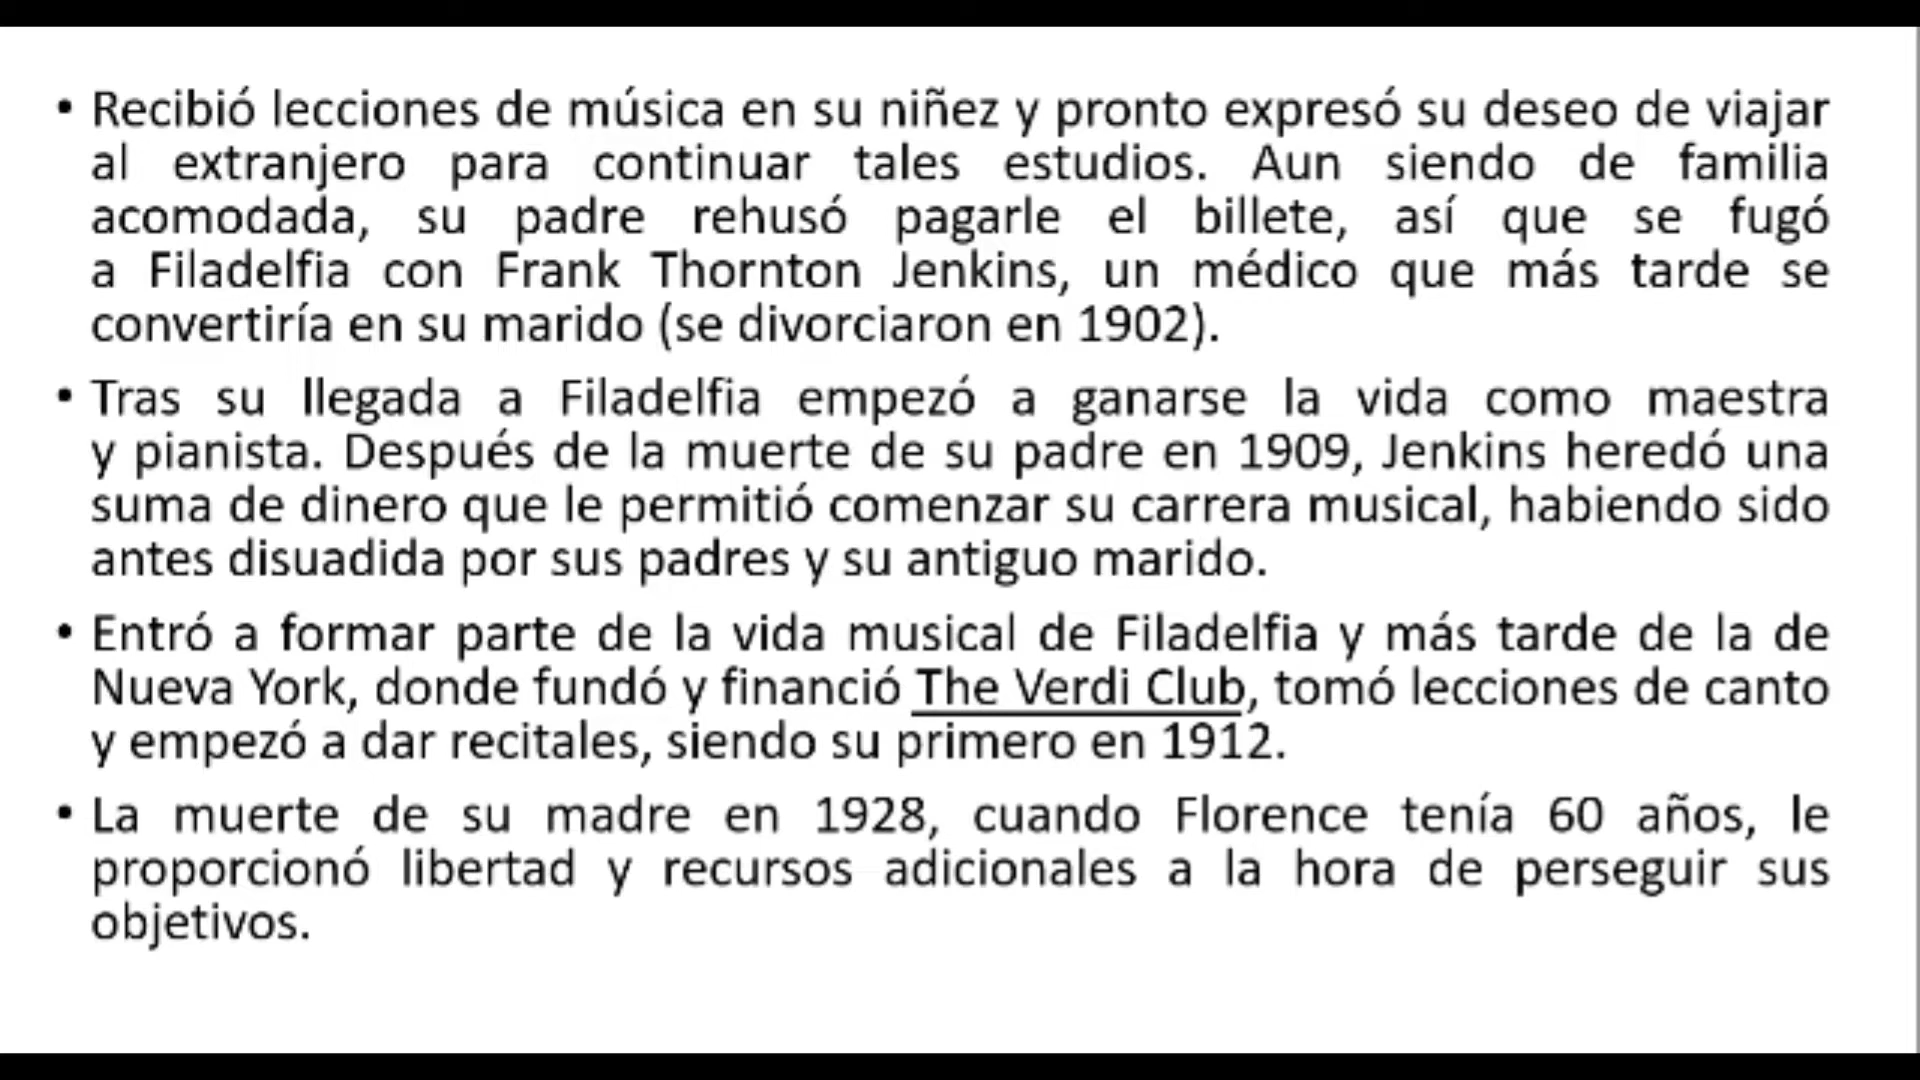 • Recibió lecciones de música en su niñez y pronto expresó su deseo de viajar
al extranjero para continuar tales estudios. Aun siendo de familia
acomodada, su padre rehusó pagarle el billete, así que se fugó
a Filadelfia con Frank Thornton Jenkins, un médico que más tarde se
convertiría en su marido (se divorciaron en 1902).
• Tras su llegada a Filadelfia empezó a ganarse la vida como maestra
y pianista. Después de la muerte de su padre en 1909, Jenkins heredó una
suma de dinero que le permitió comenzar su carrera musical, habiendo sido
antes disuadida por sus padres y su antiguo marido.
• Entró a formar parte de la vida musical de Filadelfia y más tarde de la de
Nueva York, donde fundó y financió The Verdi Club, tomó lecciones de canto
y empezó a dar recitales, siendo su primero en 1912.
• La muerte de su madre en 1928, cuando Florence tenía 60 años, le
proporcionó libertad y recursos adicionales a la hora de perseguir sus
objetivos.